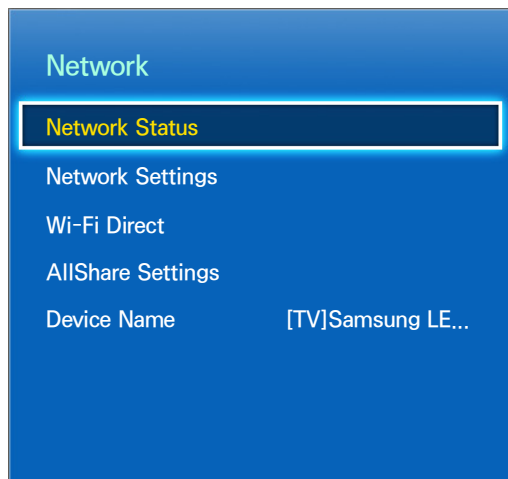 Network
Network Status
Network Settings
Wi-Fi Direct
AllShare Settings
Device Name [TV]Samsung LE...